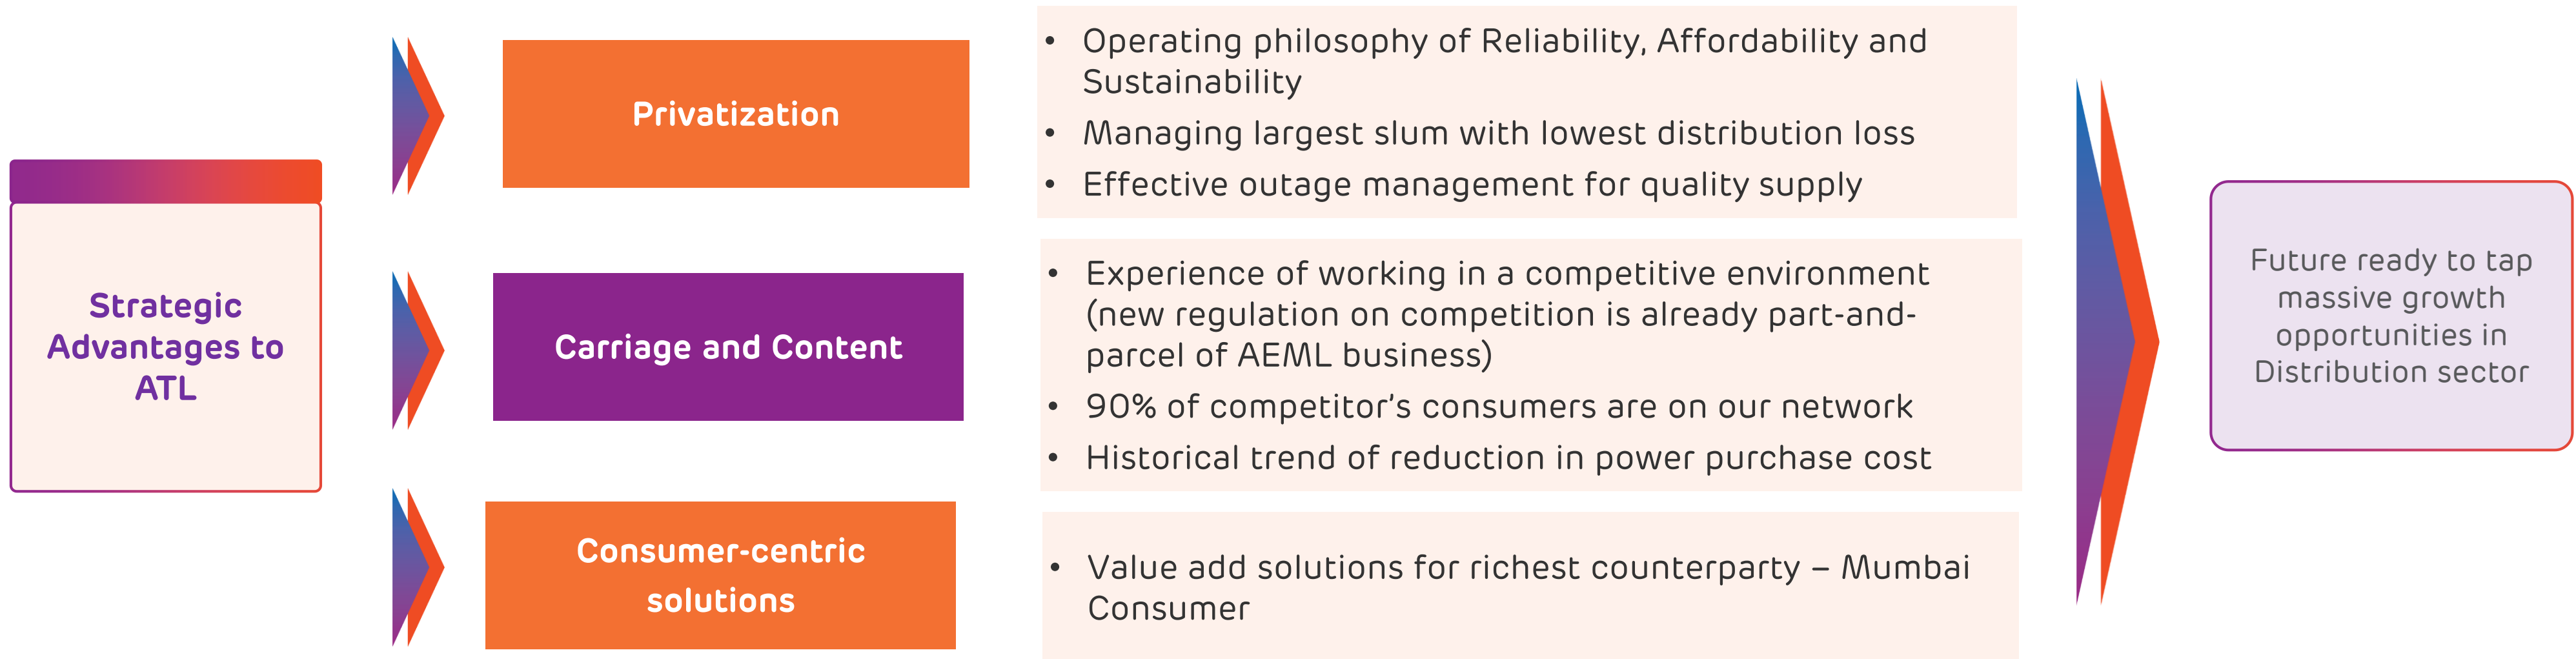 Strategic
Advantages to
ATL
Privatization
• Operating philosophy of Reliability, Affordability and
Sustainability
• Managing largest slum with lowest distribution loss
• Effective outage management for quality supply
Carriage and Content
• Experience of working in a competitive environment
(new regulation on competition is already part-and-
parcel of AEML business)
• 90% of competitor’s consumers are on our network
• Historical trend of reduction in power purchase cost
Consumer-centric
solutions
• Value add solutions for richest counterparty – Mumbai
Consumer
Future ready to tap
massive growth
opportunities in
Distribution sector